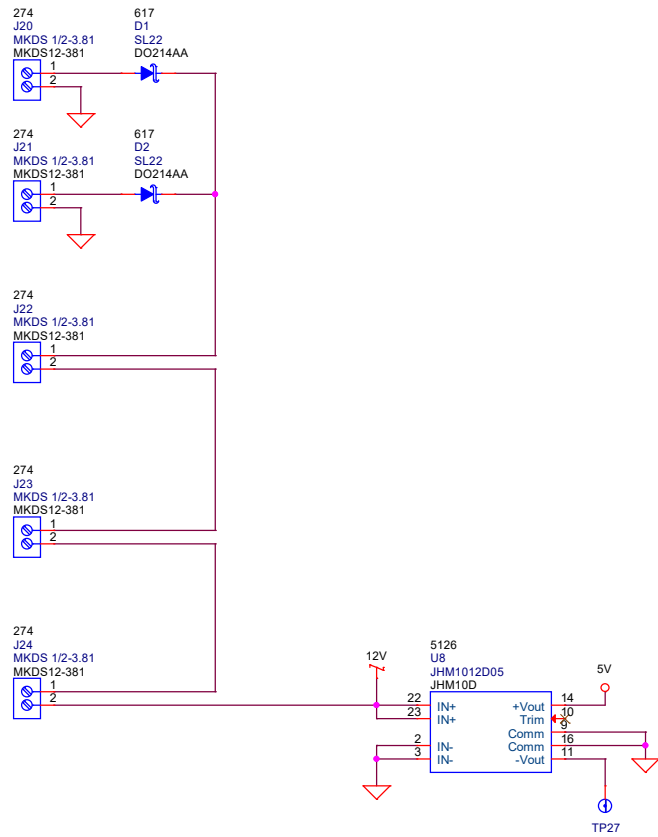 274
J20
MKDS 1/2-3.81
MKDS12-381
1
2
617
D1
SL22
DO214AA
274
J21
MKDS 1/2-3.81
MKDS12-381
1
2
617
D2
SL22
DO214AA
274
J22
MKDS 1/2-3.81
MKDS12-381
1
2
274
J23
MKDS 1/2-3.81
MKDS12-381
1
2
274
J24
MKDS 1/2-3.81
MKDS12-381
1
2
12V
5126
U8
JHM1012D05
JHM10D
22 IN+ +Vout 14
23 IN+ Trim 10
Comm 9
2 IN- Comm 16
3 IN- -Vout 11
5V
TP27